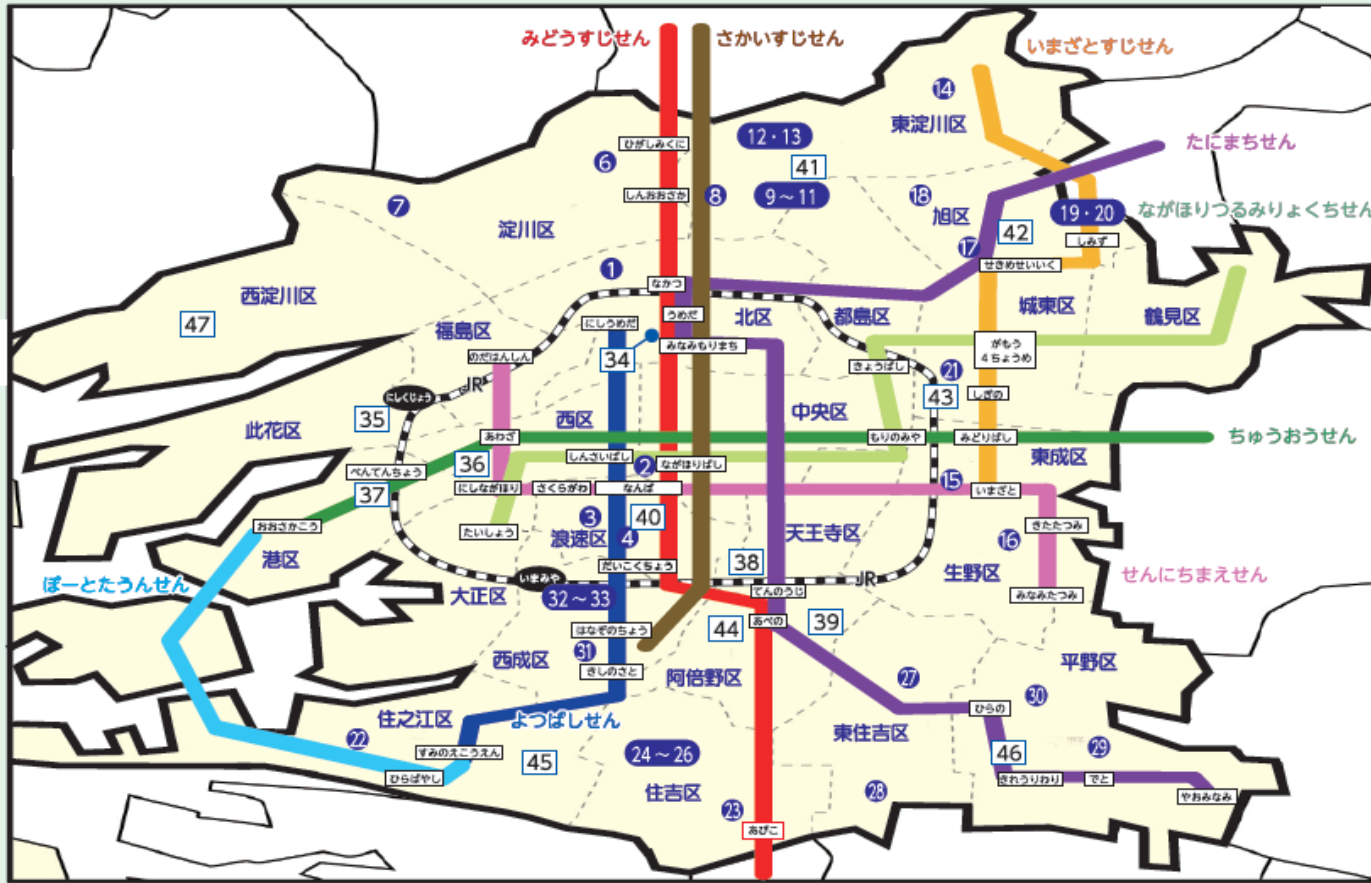 みどうすじせん
さかいすじせん
いまざとすじせん
14
東淀川区
12・13
ひがしみくに
たにまちせん
6
41
しんおおざか
8
9～11
18
7
旭区
19・20
ながほりつるみりょくちせん
淀川区
42
しみず
17
せきめせいいく
1
なかつ
西淀川区
城東区
鶴見区
47
福島区
にしうめだ
うめだ
北区
都島区
34
みなみもりまち
がもう
4ちょうめ
のだはんしん
きょうばし
21
JR
にしくじょう
43
しぎの
35
西区
中央区
此花区
あわざ
もりのみや
みどりばし
ちゅうおうせん
しんさいばし
2
ながほりばし
東成区
べんてんちょう
36
37
にしながほり
さくらがわ
なんば
15
いまざと
おおさかこう
たいしょう
3
40
きたたつみ
浪速区
4
天王寺区
16
港区
だいこくちょう
38
生野区
ぽーとたうんせん
いまみや
JR
せんにちまえせん
大正区
32～33
てんのうじ
みなみたつみ
はなぞのちょう
44
あべの
39
西成区
31
きしのさと
阿倍野区
平野区
27
30
住之江区
よつばしせん
ひらの
22
東住吉区
すみのえこうえん
45
24～26
46
29
ひらばやし
きれうりわり
でと
住吉区
28
やおみなみ
23
あびこ